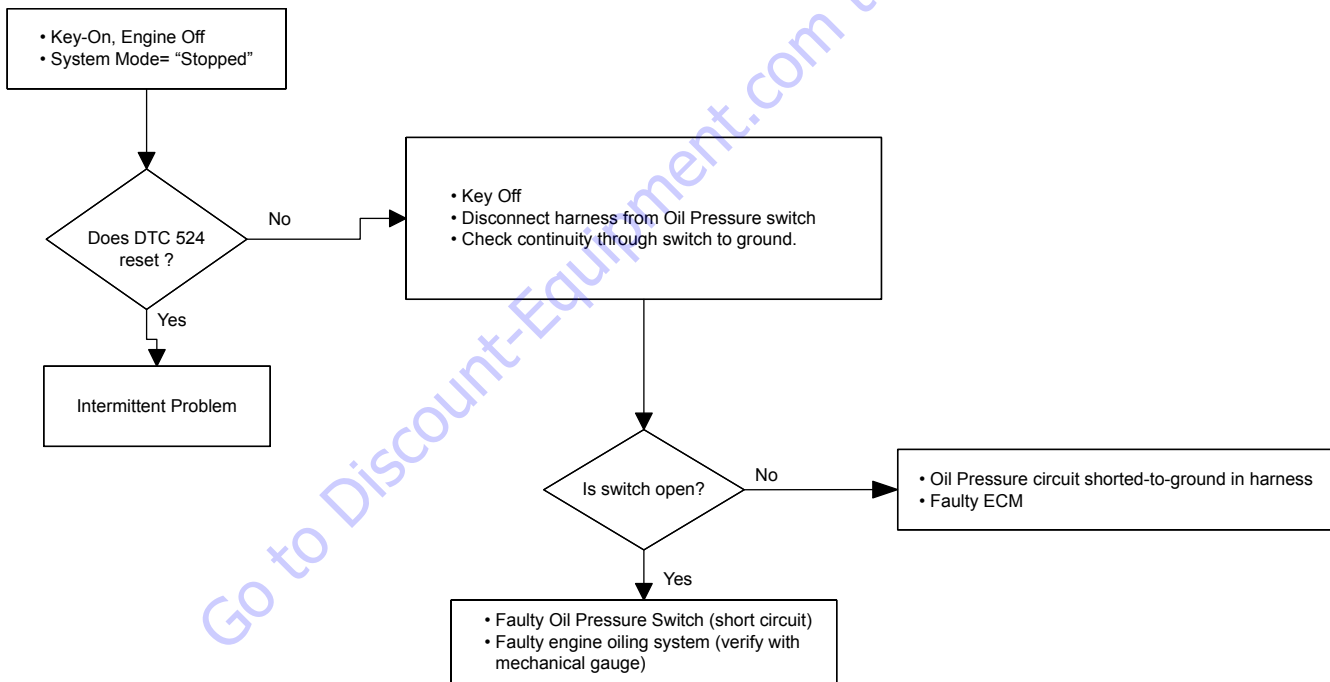 • Key-On, Engine Off
• System Mode= “Stopped”
Does DTC 524
reset ?
No
Yes
Intermittent Problem
• Key Off
• Disconnect harness from Oil Pressure switch
• Check continuity through switch to ground.
Is switch open?
No
• Oil Pressure circuit shorted-to-ground in harness
• Faulty ECM
Yes
• Faulty Oil Pressure Switch (short circuit)
• Faulty engine oiling system (verify with
mechanical gauge)
Go to Discount-Equipment.com t